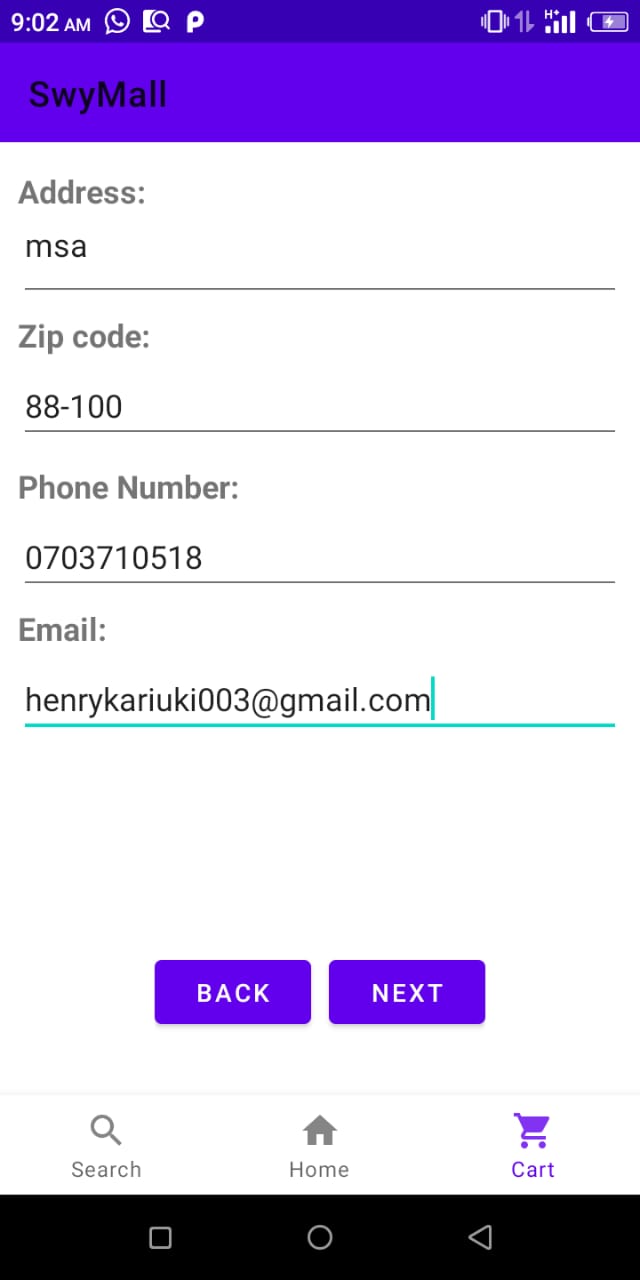 9:02 AM
H+
SwyMall
Address:
msa
Zip code:
88-100
Phone Number:
0703710518
Email:
henrykariuki003@gmail.com
BACK NEXT
Search Home Cart